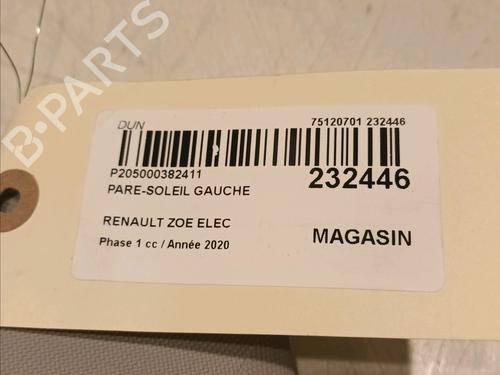 DUN
75120701 232446
P205000382411
232446
PARE-SOLEIL GAUCHE
RENAULT ZOE ELEC
Phase 1 cc / Année 2020
MAGASIN
B-PARTS